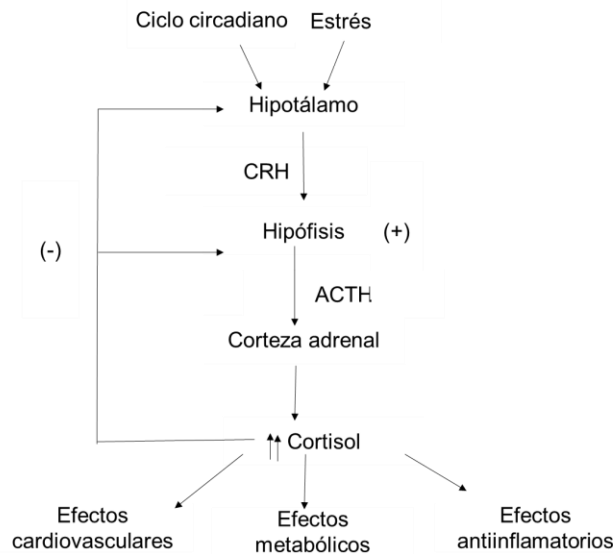 Ciclo circadiano
Estrés
Hipotálamo
CRH
Hipófisis
(+)
(-)
ACTH
Corteza adrenal
↑↑ Cortisol
Efectos
cardiovasculares
Efectos
metabólicos
Efectos
antiinflamatorios